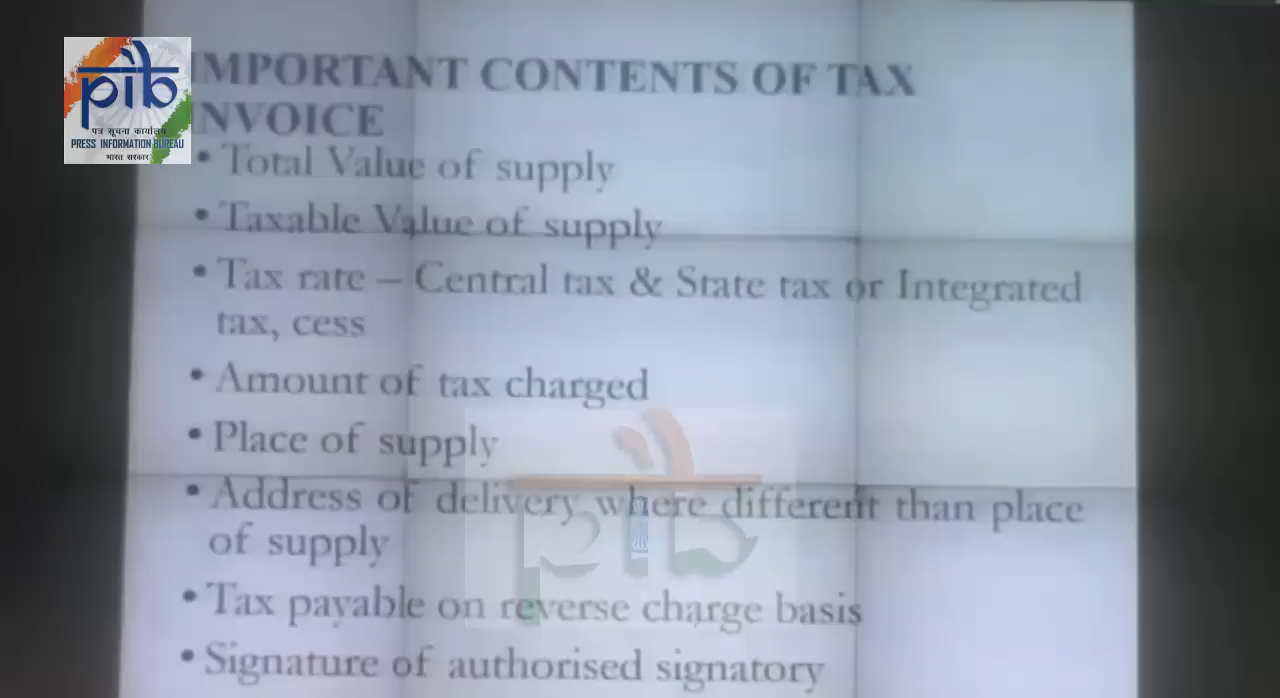 pib
पत्र सूचना कार्यालय
PRESS INFORMATION BUREAU
भारत सरकार
IMPORTANT CONTENTS OF TAX
INVOICE
• Total Value of supply
• Taxable Value of supply
• Tax rate – Central tax & State tax or Integrated
tax, cess
• Amount of tax charged
• Place of supply
• Address of delivery where different than place
of supply
• Tax payable on reverse charge basis
• Signature of authorised signatory
pib